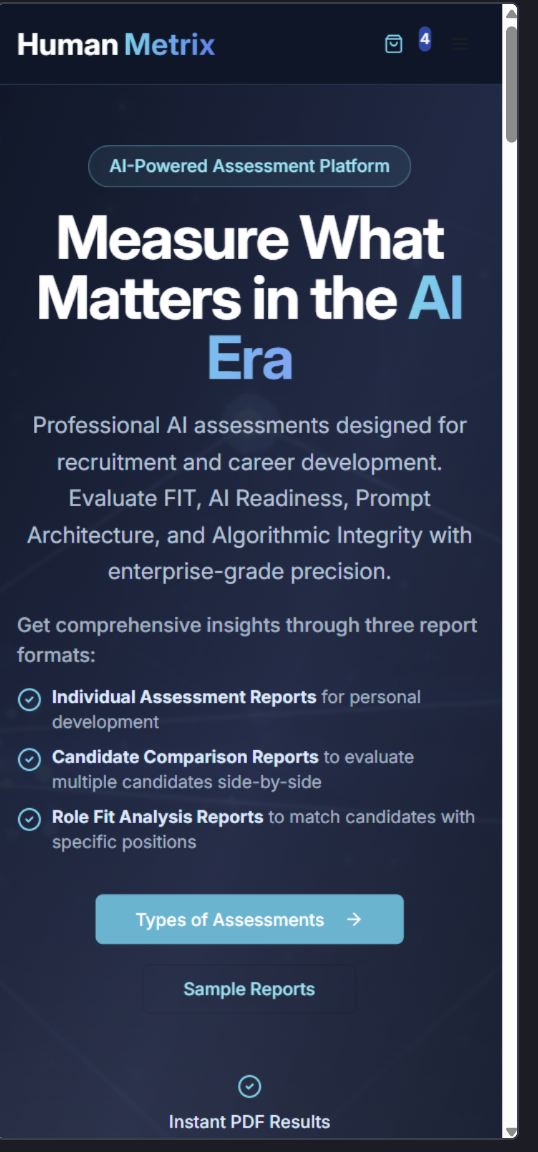 Human Metrix
4
AI-Powered Assessment Platform
Measure What
Matters in the AI
Era
Professional AI assessments designed for
recruitment and career development.
Evaluate FIT, AI Readiness, Prompt
Architecture, and Algorithmic Integrity with
enterprise-grade precision.
Get comprehensive insights through three report
formats:
Individual Assessment Reports for personal
development
Candidate Comparison Reports to evaluate
multiple candidates side-by-side
Role Fit Analysis Reports to match candidates with
specific positions
Types of Assessments
Sample Reports
Instant PDF Results